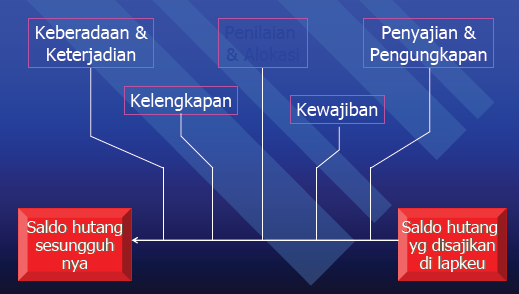 Keberadaan &
Keterjadian
Penilaian
& Alokasi
Penyajian &
Pengungkapan
Kelengkapan
Kewajiban
Saldo hutang
sesungguh
nya
Saldo hutang
yg disajikan
di lapkeu